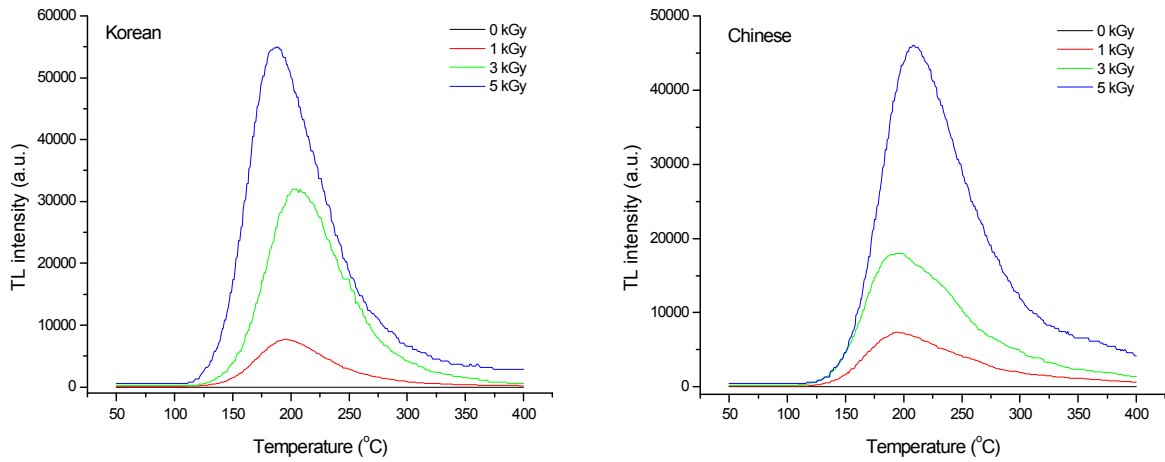 Korean
0 kGy
1 kGy
3 kGy
5 kGy
60000
50000
40000
30000
20000
10000
0
TL intensity (a.u.)
50 100 150 200 250 300 350 400
Temperature (°C)
Chinese
0 kGy
1 kGy
3 kGy
5 kGy
50000
40000
30000
20000
10000
0
TL intensity (a.u.)
50 100 150 200 250 300 350 400
Temperature (°C)